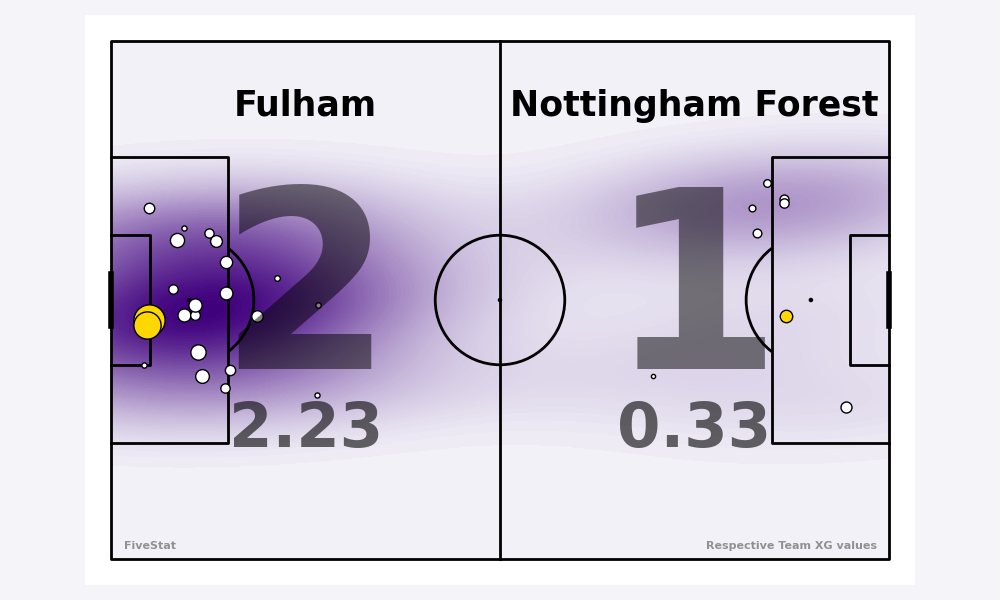 Fulham
Nottingham Forest
2
1
2.23
0.33
FiveStat
Respective Team XG values